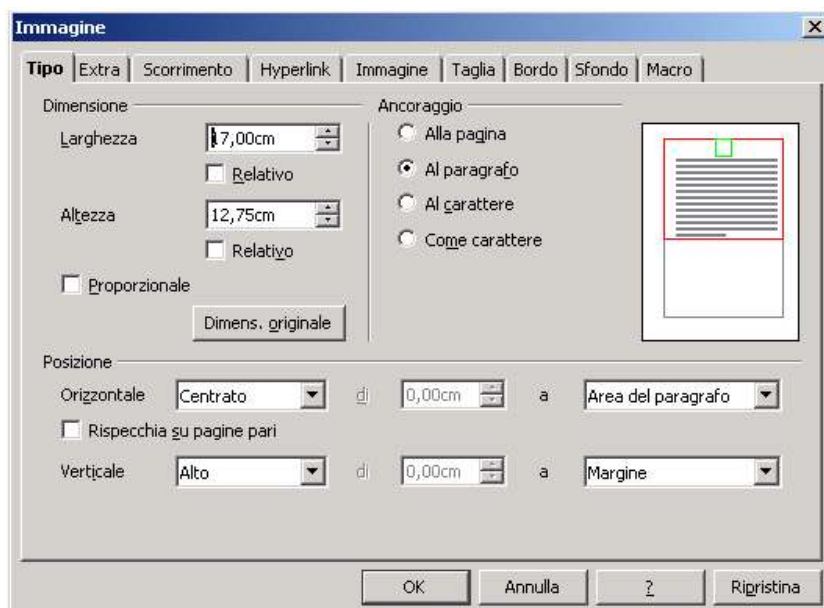 Immagine
Tipo Extra Scorrimento Hyperlink Immagine Taglia Bordo Sfondo Macro
Dimensione Ancoraggio
Larghezza 17,00cm Alla pagina
Relativo Al paragrafo
Altezza 12,75cm Al carattere
Relativo Come carattere
Proporzionale
Dimens. originale
Posizione
Orizzontale Centrato di 0,00cm a Area del paragrafo
Rispecchia su pagine pari
Verticale Alto di 0,00cm a Margine
OK Annulla ? Ripristina